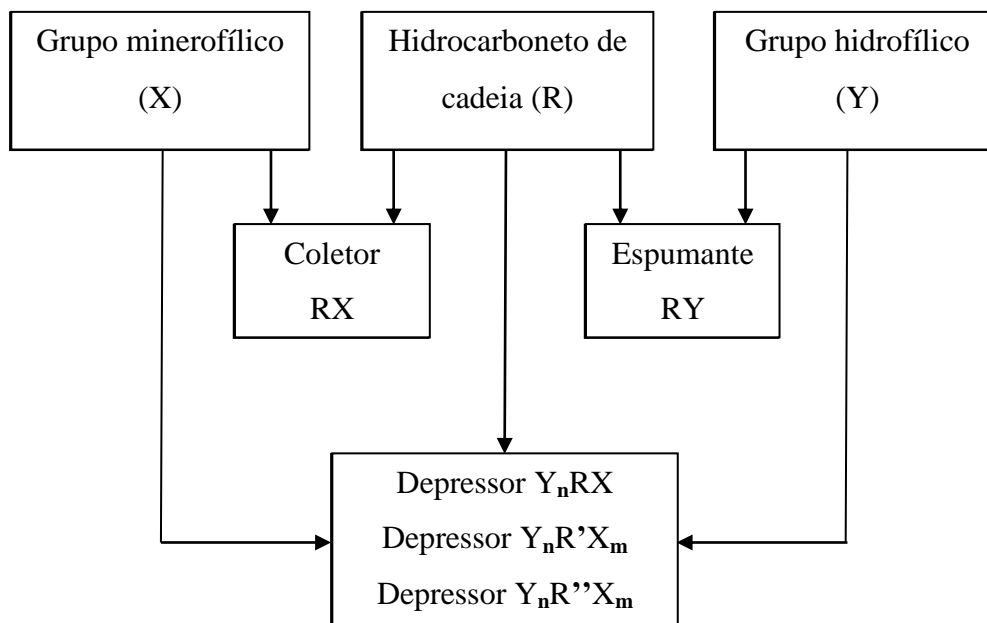 Grupo minerofílico
(X)
Hidrocarboneto de
cadeia (R)
Grupo hidrofílico
(Y)
Coletor
RX
Espumante
RY
Depressor YₙRX
Depressor YₙR’Xₘ
Depressor YₙR’’Xₘ